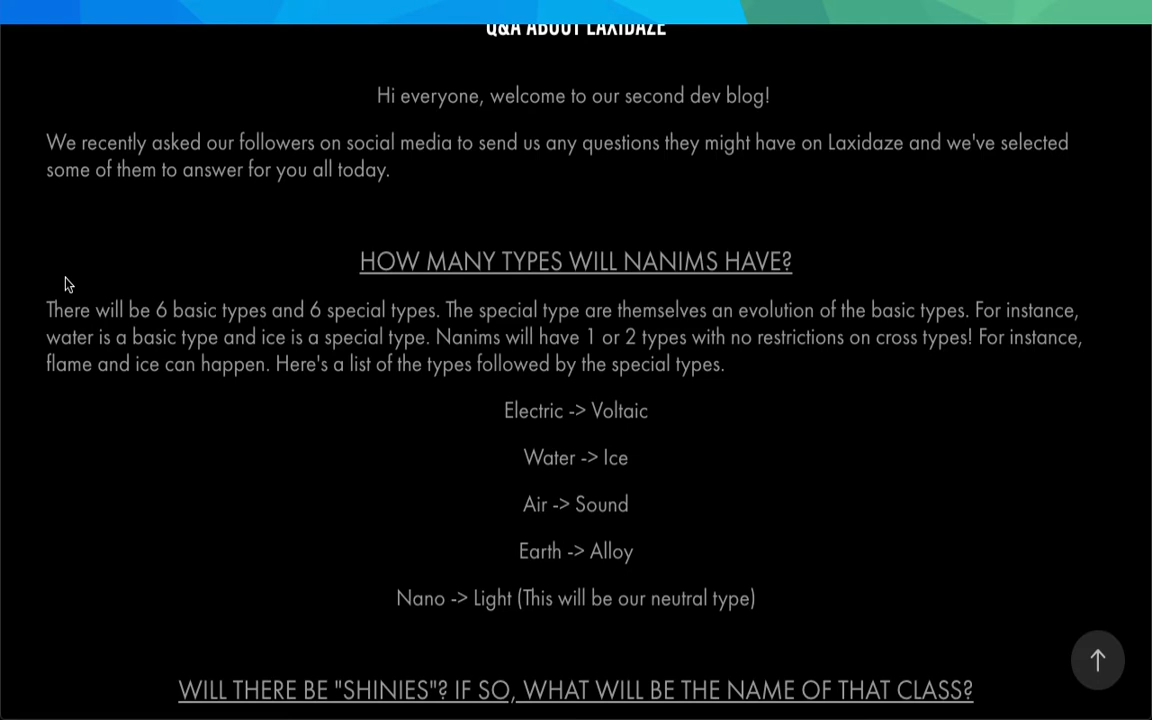 Q&A ABOUT LAXIDAZE
Hi everyone, welcome to our second dev blog!
We recently asked our followers on social media to send us any questions they might have on Laxidaze and we've selected
some of them to answer for you all today.
HOW MANY TYPES WILL NANIMS HAVE?
There will be 6 basic types and 6 special types. The special type are themselves an evolution of the basic types. For instance,
water is a basic type and ice is a special type. Nanims will have 1 or 2 types with no restrictions on cross types! For instance,
flame and ice can happen. Here's a list of the types followed by the special types.
Electric -> Voltaic
Water -> Ice
Air -> Sound
Earth -> Alloy
Nano -> Light (This will be our neutral type)
WILL THERE BE "SHINIES"? IF SO, WHAT WILL BE THE NAME OF THAT CLASS?